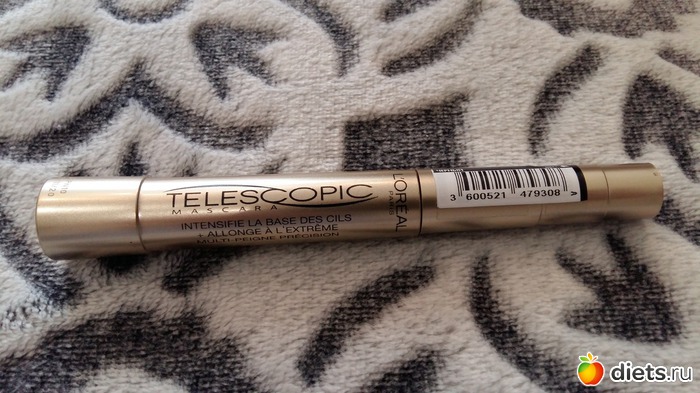 TELESCOPIC
MASCARA
INTENSIFIE LA BASE DES CILS
+ ALLONGE À L'EXTRÊME
MULTI-PEIGNE PRÉCISION
L'ORÉAL
PARIS
3 600521 479308
diets.ru